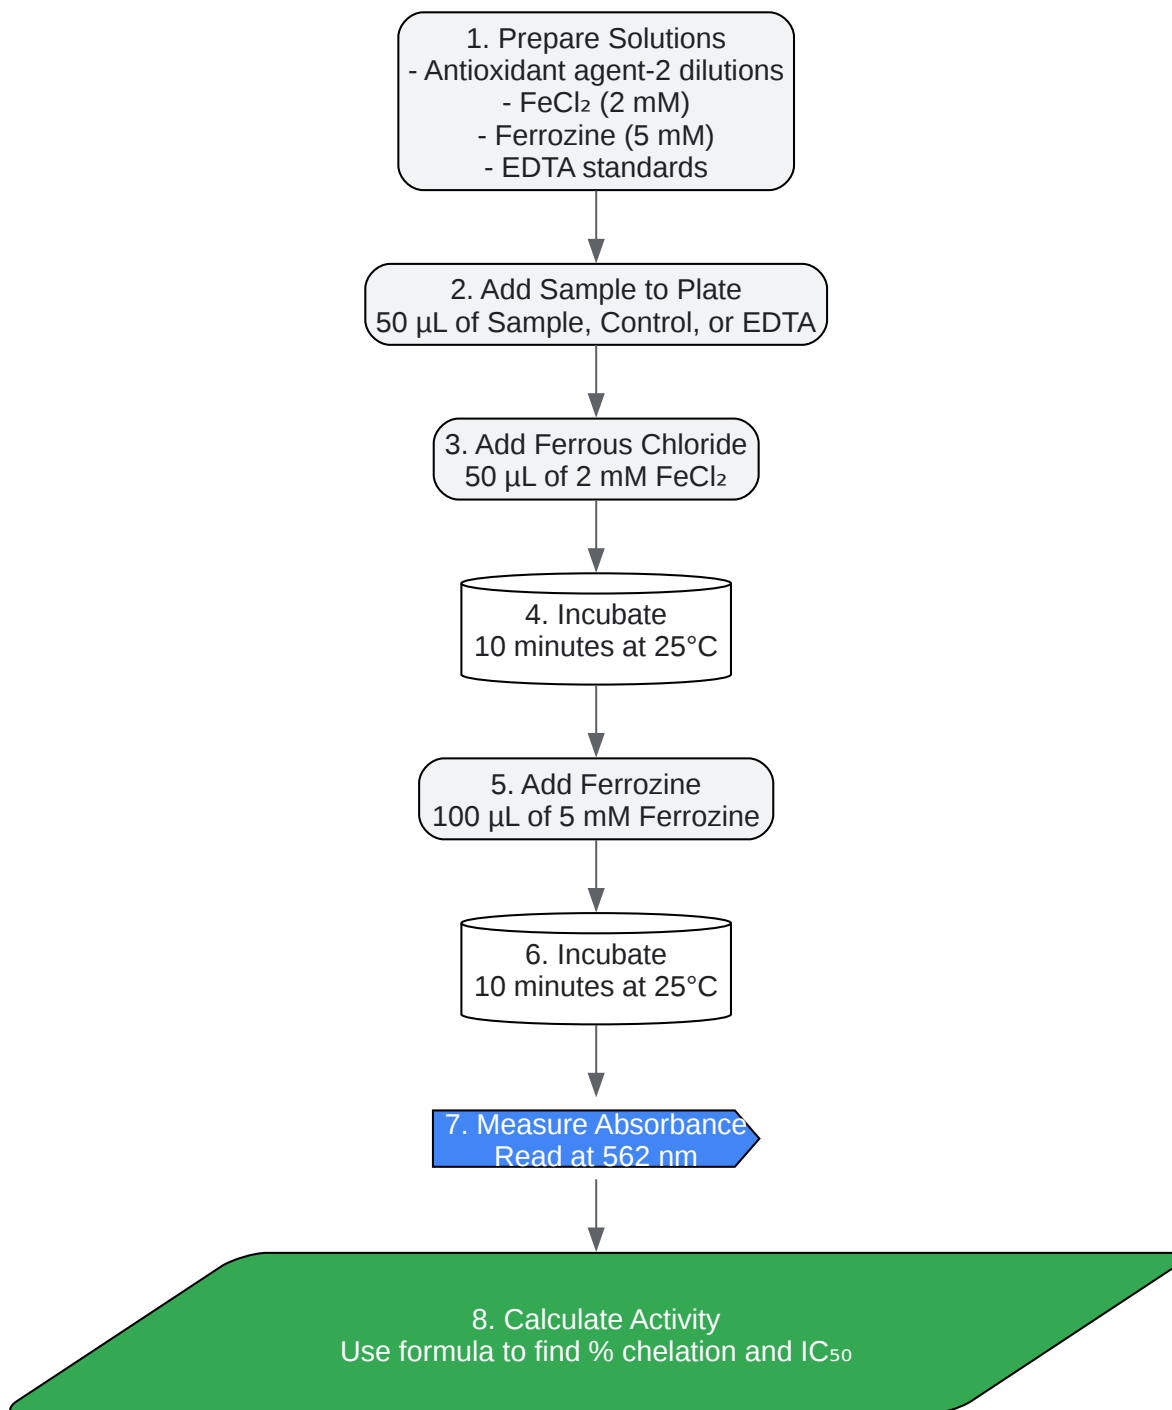 1. Prepare Solutions
- Antioxidant agent-2 dilutions
- FeCl₂ (2 mM)
- Ferrozine (5 mM)
- EDTA standards
2. Add Sample to Plate
50 µL of Sample, Control, or EDTA
3. Add Ferrous Chloride
50 µL of 2 mM FeCl₂
4. Incubate
10 minutes at 25°C
5. Add Ferrozine
100 µL of 5 mM Ferrozine
6. Incubate
10 minutes at 25°C
7. Measure Absorbance
Read at 562 nm
8. Calculate Activity
Use formula to find % chelation and IC₅₀